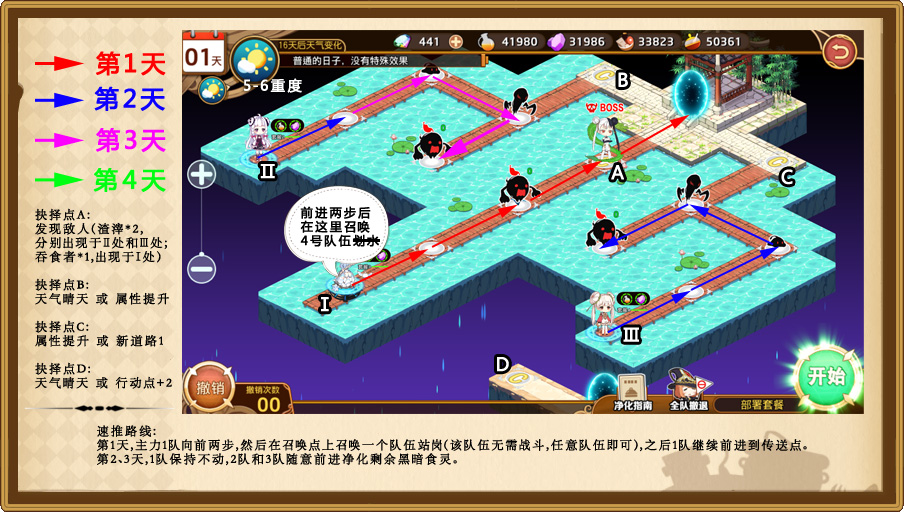 第1天
第2天
第3天
第4天
抉择点A:
发现敌人(渣滓*2,
分别出现于Ⅱ处和Ⅲ处;
吞食者*1,出现于Ⅰ处)
抉择点B:
天气晴天 或 属性提升
抉择点C:
属性提升 或 新道路1
抉择点D:
天气晴天 或 行动点+2
01天
16天后天气变化
普通的日子，没有特殊效果
5-6重度
441
41980
31986
33823
50361
B
BOSS
A
C
Ⅱ
前进两步后
在这里召唤
4号队伍划水
Ⅰ
Ⅲ
D
撤销
撤销次数
00
净化指南
全队撤退
部署套餐
开始
速推路线:
第1天,主力1队向前两步,然后在召唤点上召唤一个队伍站岗(该队伍无需战斗,任意队伍即可),之后1队继续前进到传送点。
第2、3天,1队保持不动,2队和3队随意前进净化剩余黑暗食灵。